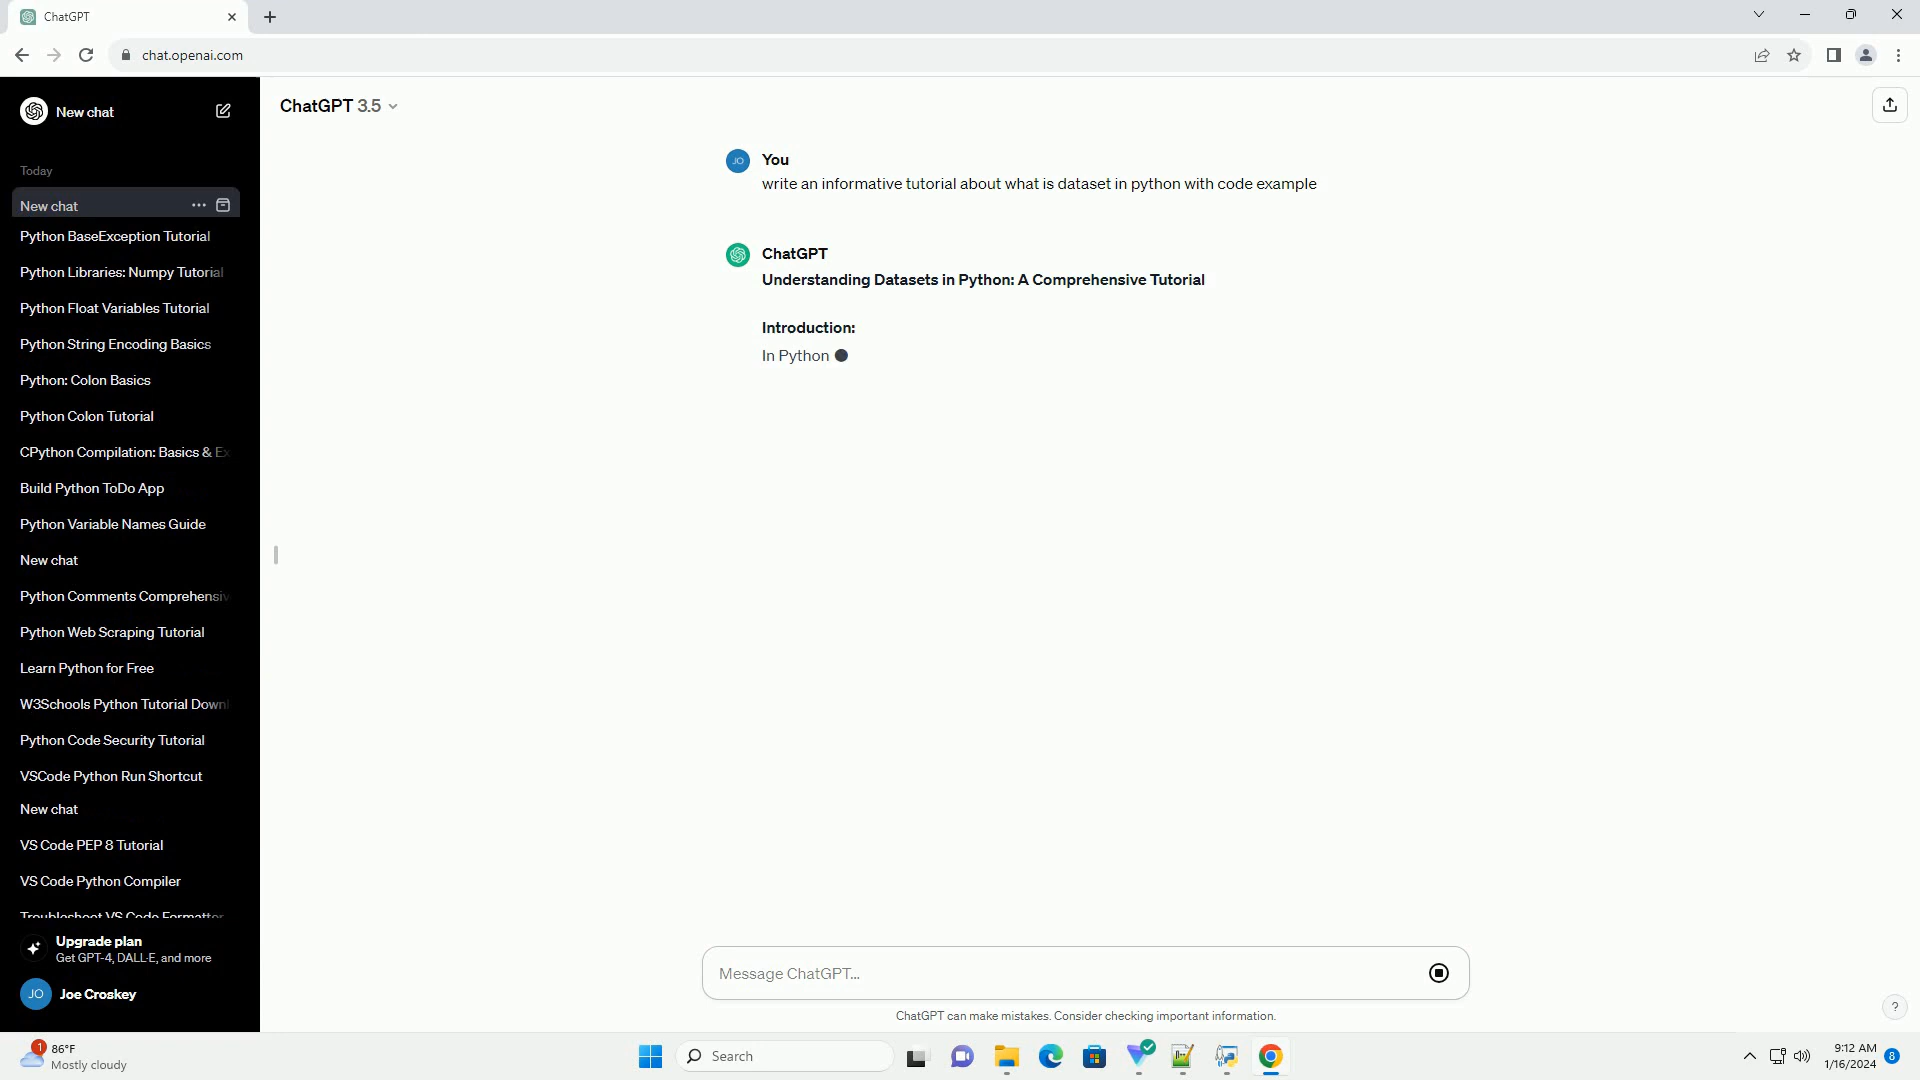 ChatGPT
chat.openai.com
New chat
Today
New chat
Python BaseException Tutorial
Python Libraries: Numpy Tutorial
Python Float Variables Tutorial
Python String Encoding Basics
Python: Colon Basics
Python Colon Tutorial
CPython Compilation: Basics & Ex
Build Python ToDo App
Python Variable Names Guide
New chat
Python Comments Comprehensiv
Python Web Scraping Tutorial
Learn Python for Free
W3Schools Python Tutorial Downl
Python Code Security Tutorial
VSCode Python Run Shortcut
New chat
VS Code PEP 8 Tutorial
VS Code Python Compiler
Troubleshoot VS Code Formatter
Upgrade plan
Get GPT-4, DALL·E, and more
JO Joe Croskey
ChatGPT 3.5
JO You
write an informative tutorial about what is dataset in python with code example
ChatGPT
Understanding Datasets in Python: A Comprehensive Tutorial
Introduction:
In Python
Message ChatGPT...
ChatGPT can make mistakes. Consider checking important information.
?
1
86°F
Mostly cloudy
Search
9:12 AM
1/16/2024
8